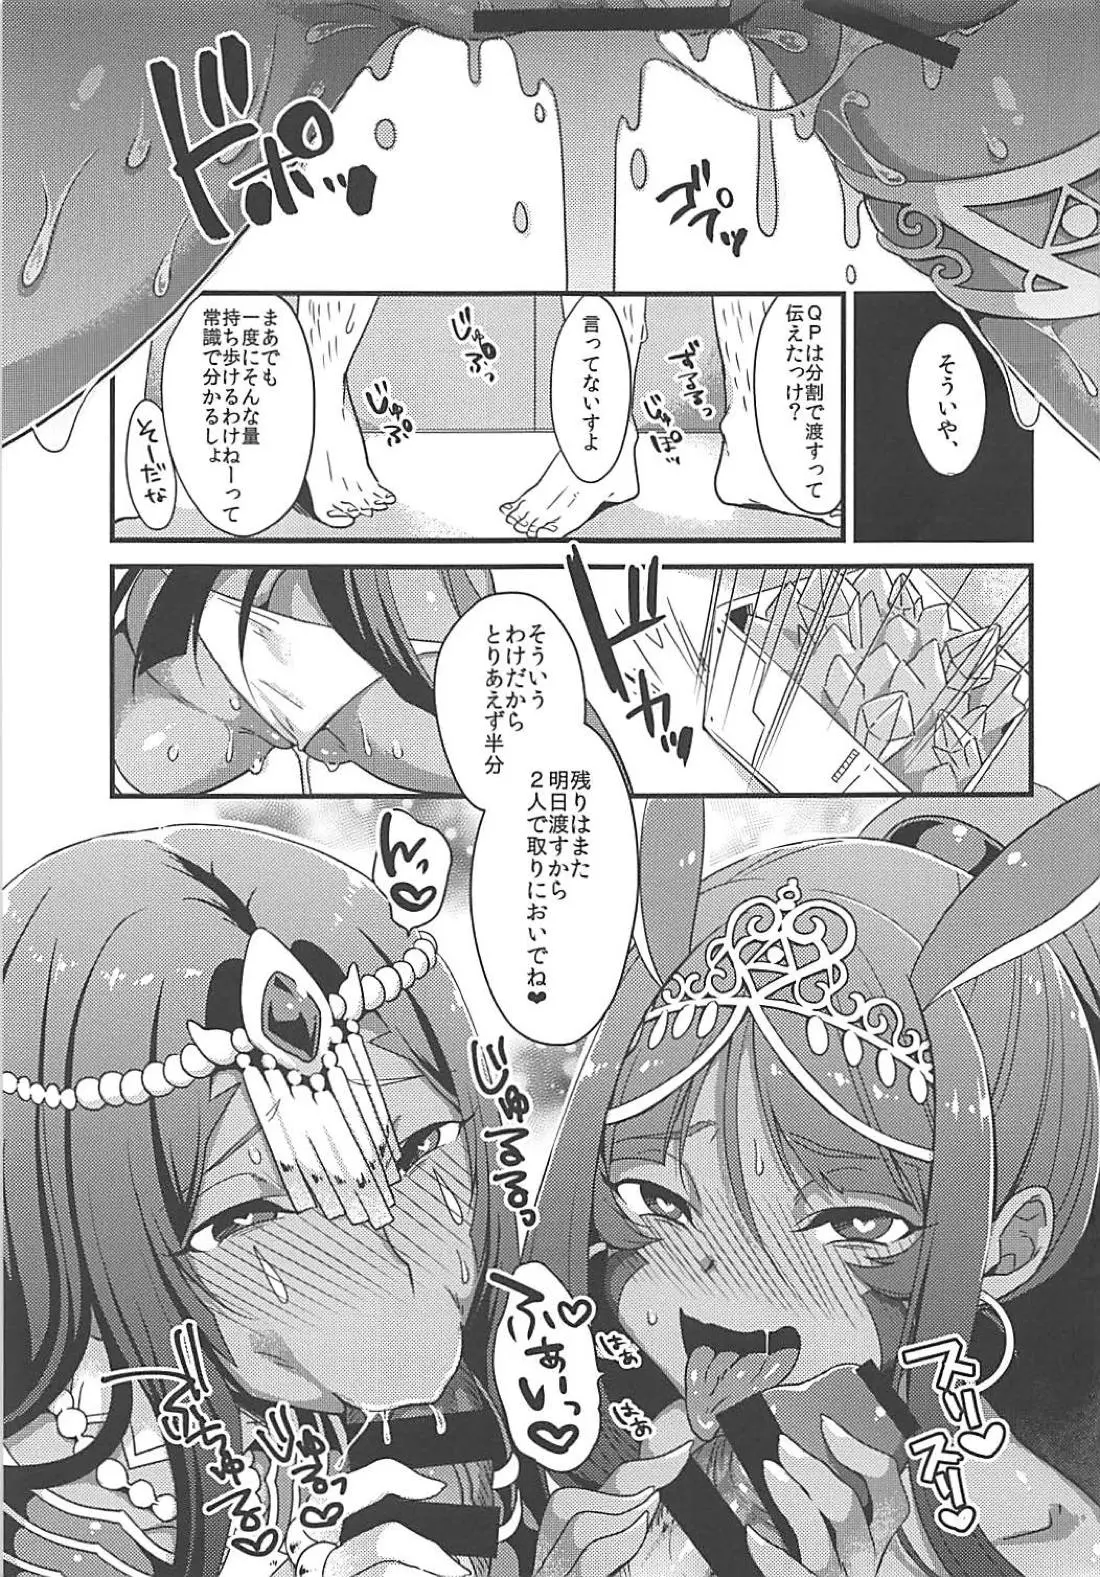 ドポッ
ゴプッ
そういや、
QPは分割で渡すって
伝えたっけ?
言ってないすよ
まあでも
一度にそんな量
持ち歩けるわけねーって
常識で分かるしょ
そーだな
ずるるっ
じゅぽっ
じゅぷっ
じゅぷ
ドサッ
そういう
わけだから
とりあえず半分
残りはまた
明日渡すから
2人で取りにおいでね♥
んっ♥
ふぁーい♡
はぁ
はぁ
ズリ♡
ズリ